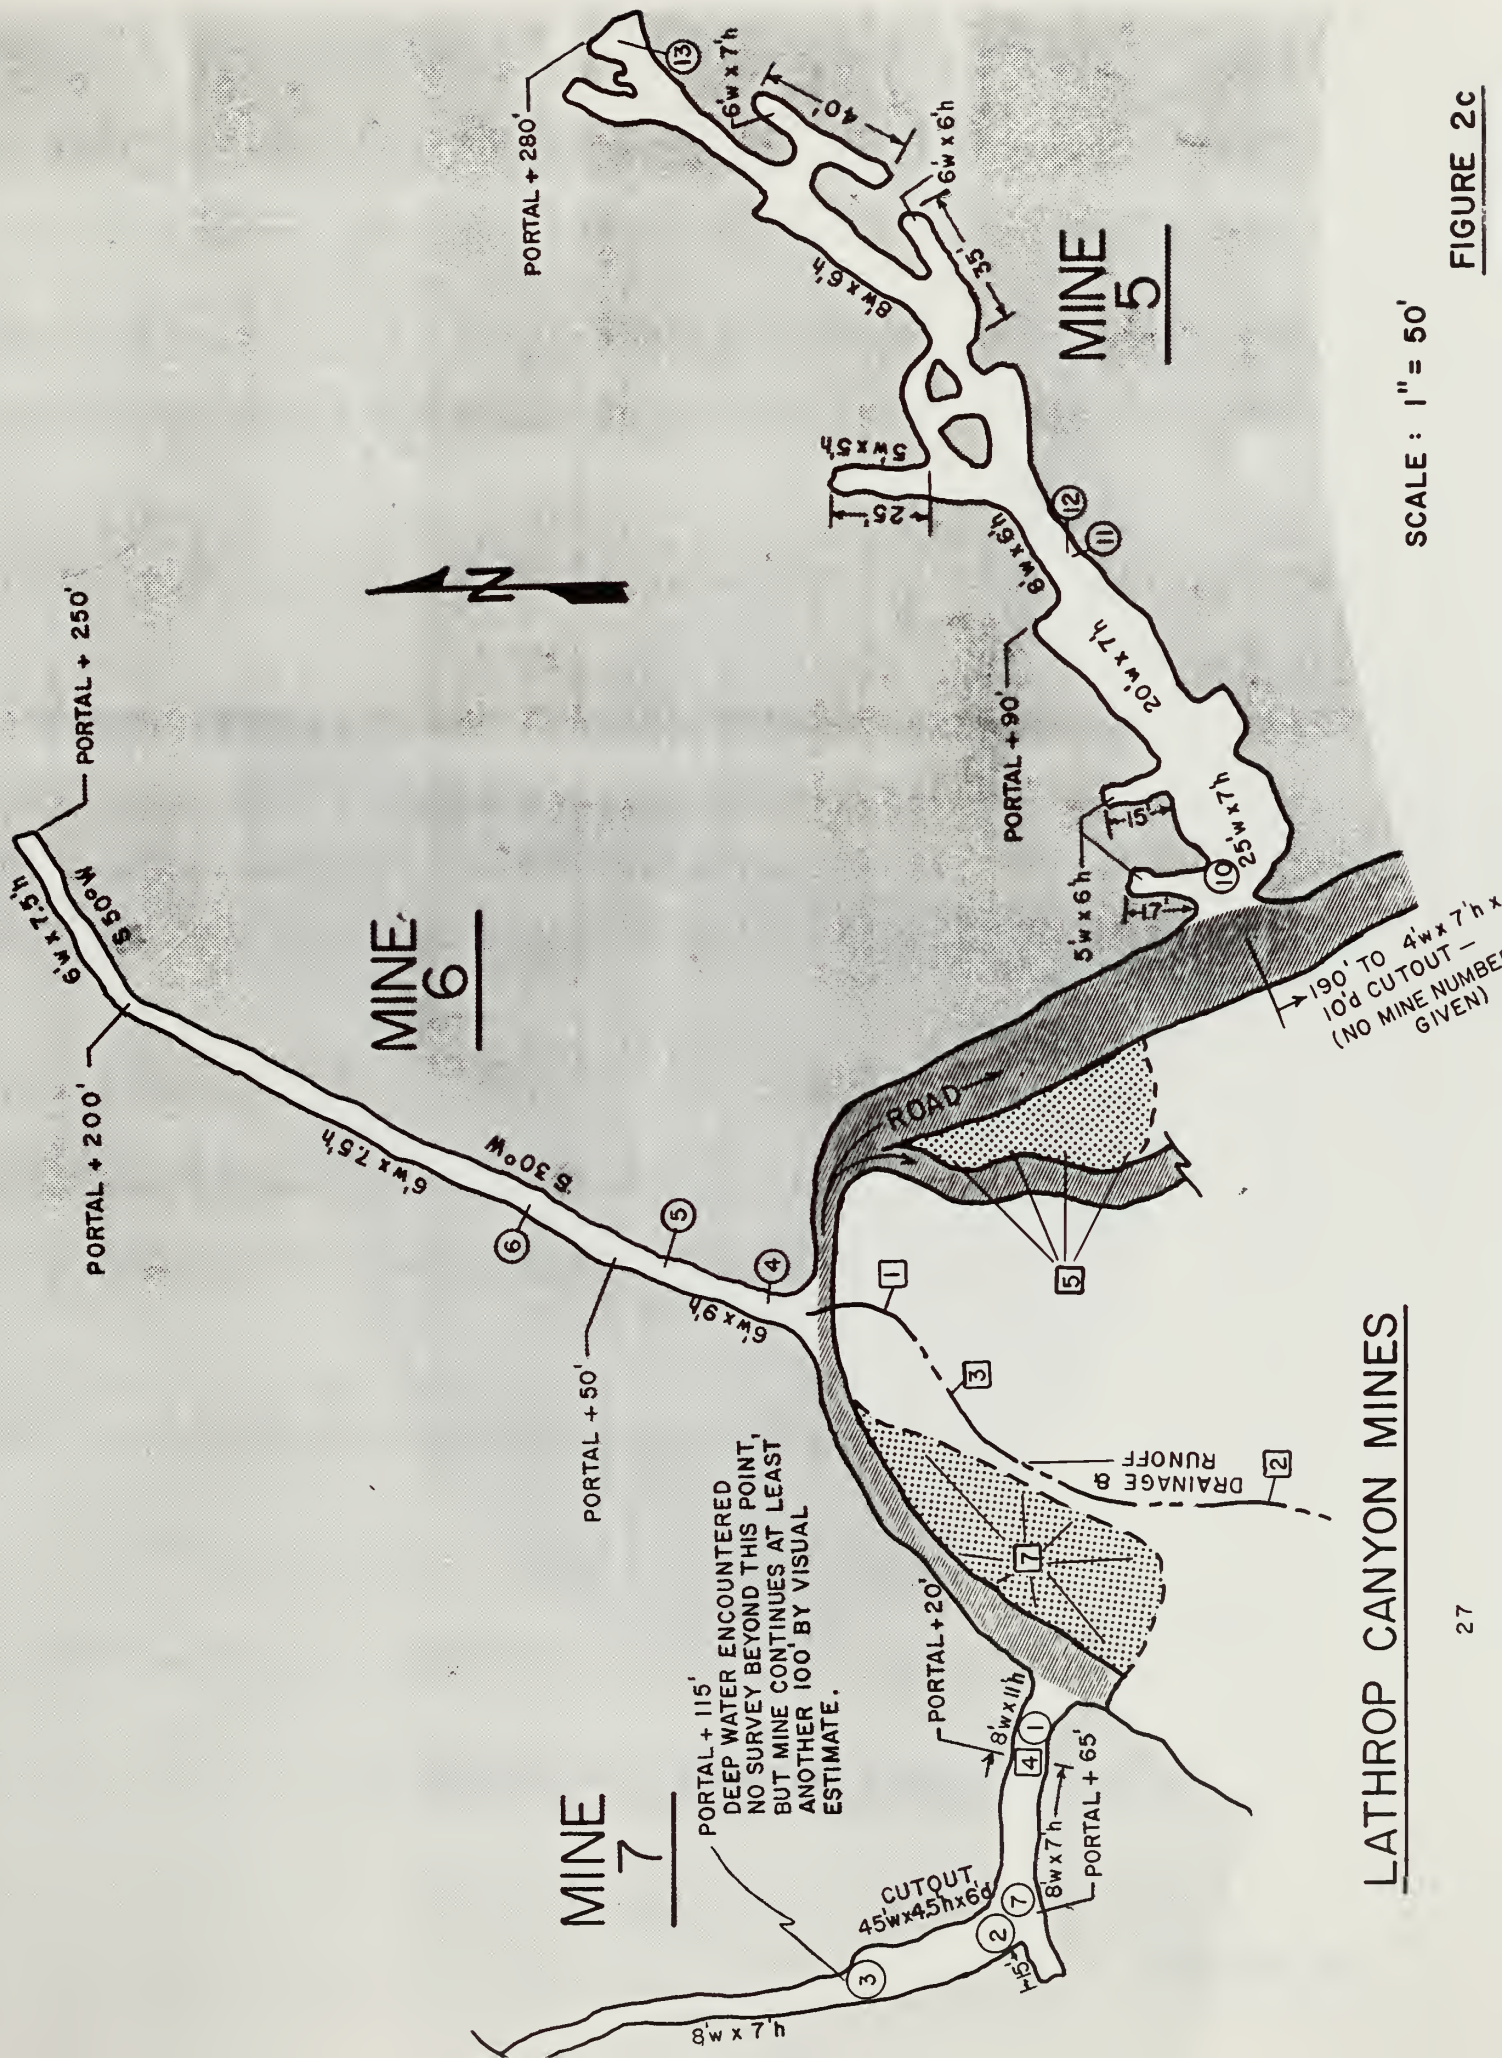 MINE
7
PORTAL + 115'
DEEP WATER ENCOUNTERED
NO SURVEY BEYOND THIS POINT,
BUT MINE CONTINUES AT LEAST
ANOTHER 100' BY VISUAL
ESTIMATE.
8'w x 7'h
3
CUTOUT
45'w x 4.5'h x 6'd
2
7
15'
8'w x 7'h
PORTAL + 65'
4
1
8'w x 11'h
PORTAL + 20'
7
DRAINAGE &
RUNOFF
2
3
1
MINE
6
PORTAL + 50'
6'w x 9'h
4
5
6
S 30° W
6'w x 7.5'h
PORTAL + 200'
6'w x 7.5'h
S 50° W
PORTAL + 250'
N
ROAD
5
190' TO 4'w x 7'h x
10'd CUTOUT –
(NO MINE NUMBER
GIVEN)
MINE
5
10
17'
5'w x 6'h
15'
25'w x 7'h
20'w x 7'h
PORTAL + 90'
8'w x 6'h
11
12
25'
5'w x 5'h
8'w x 6'h
35'
6'w x 6'h
40'
6'w x 7'h
13
PORTAL + 280'
LATHROP CANYON MINES
SCALE : 1" = 50'
FIGURE 2c
27